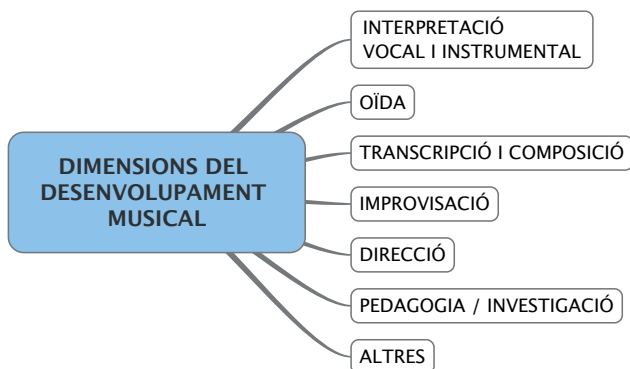 DIMENSIONS DEL
DESENVOLUPAMENT
MUSICAL
INTERPRETACIÓ
VOCAL I INSTRUMENTAL
OÏDA
TRANSCRIPCIÓ I COMPOSICIÓ
IMPROVISACIÓ
DIRECCIÓ
PEDAGOGIA / INVESTIGACIÓ
ALTRES